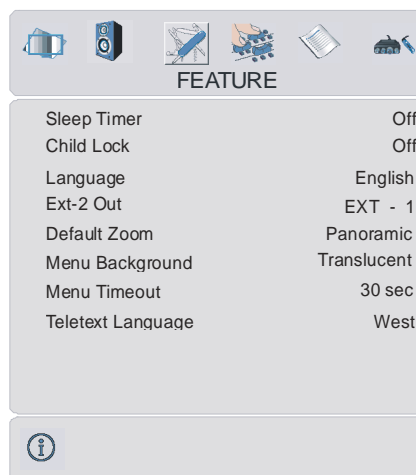 FEATURE
Sleep Timer Off
Child Lock Off
Language English
Ext-2 Out EXT - 1
Default Zoom Panoramic
Menu Background Translucent
Menu Timeout 30 sec
Teletext Language West